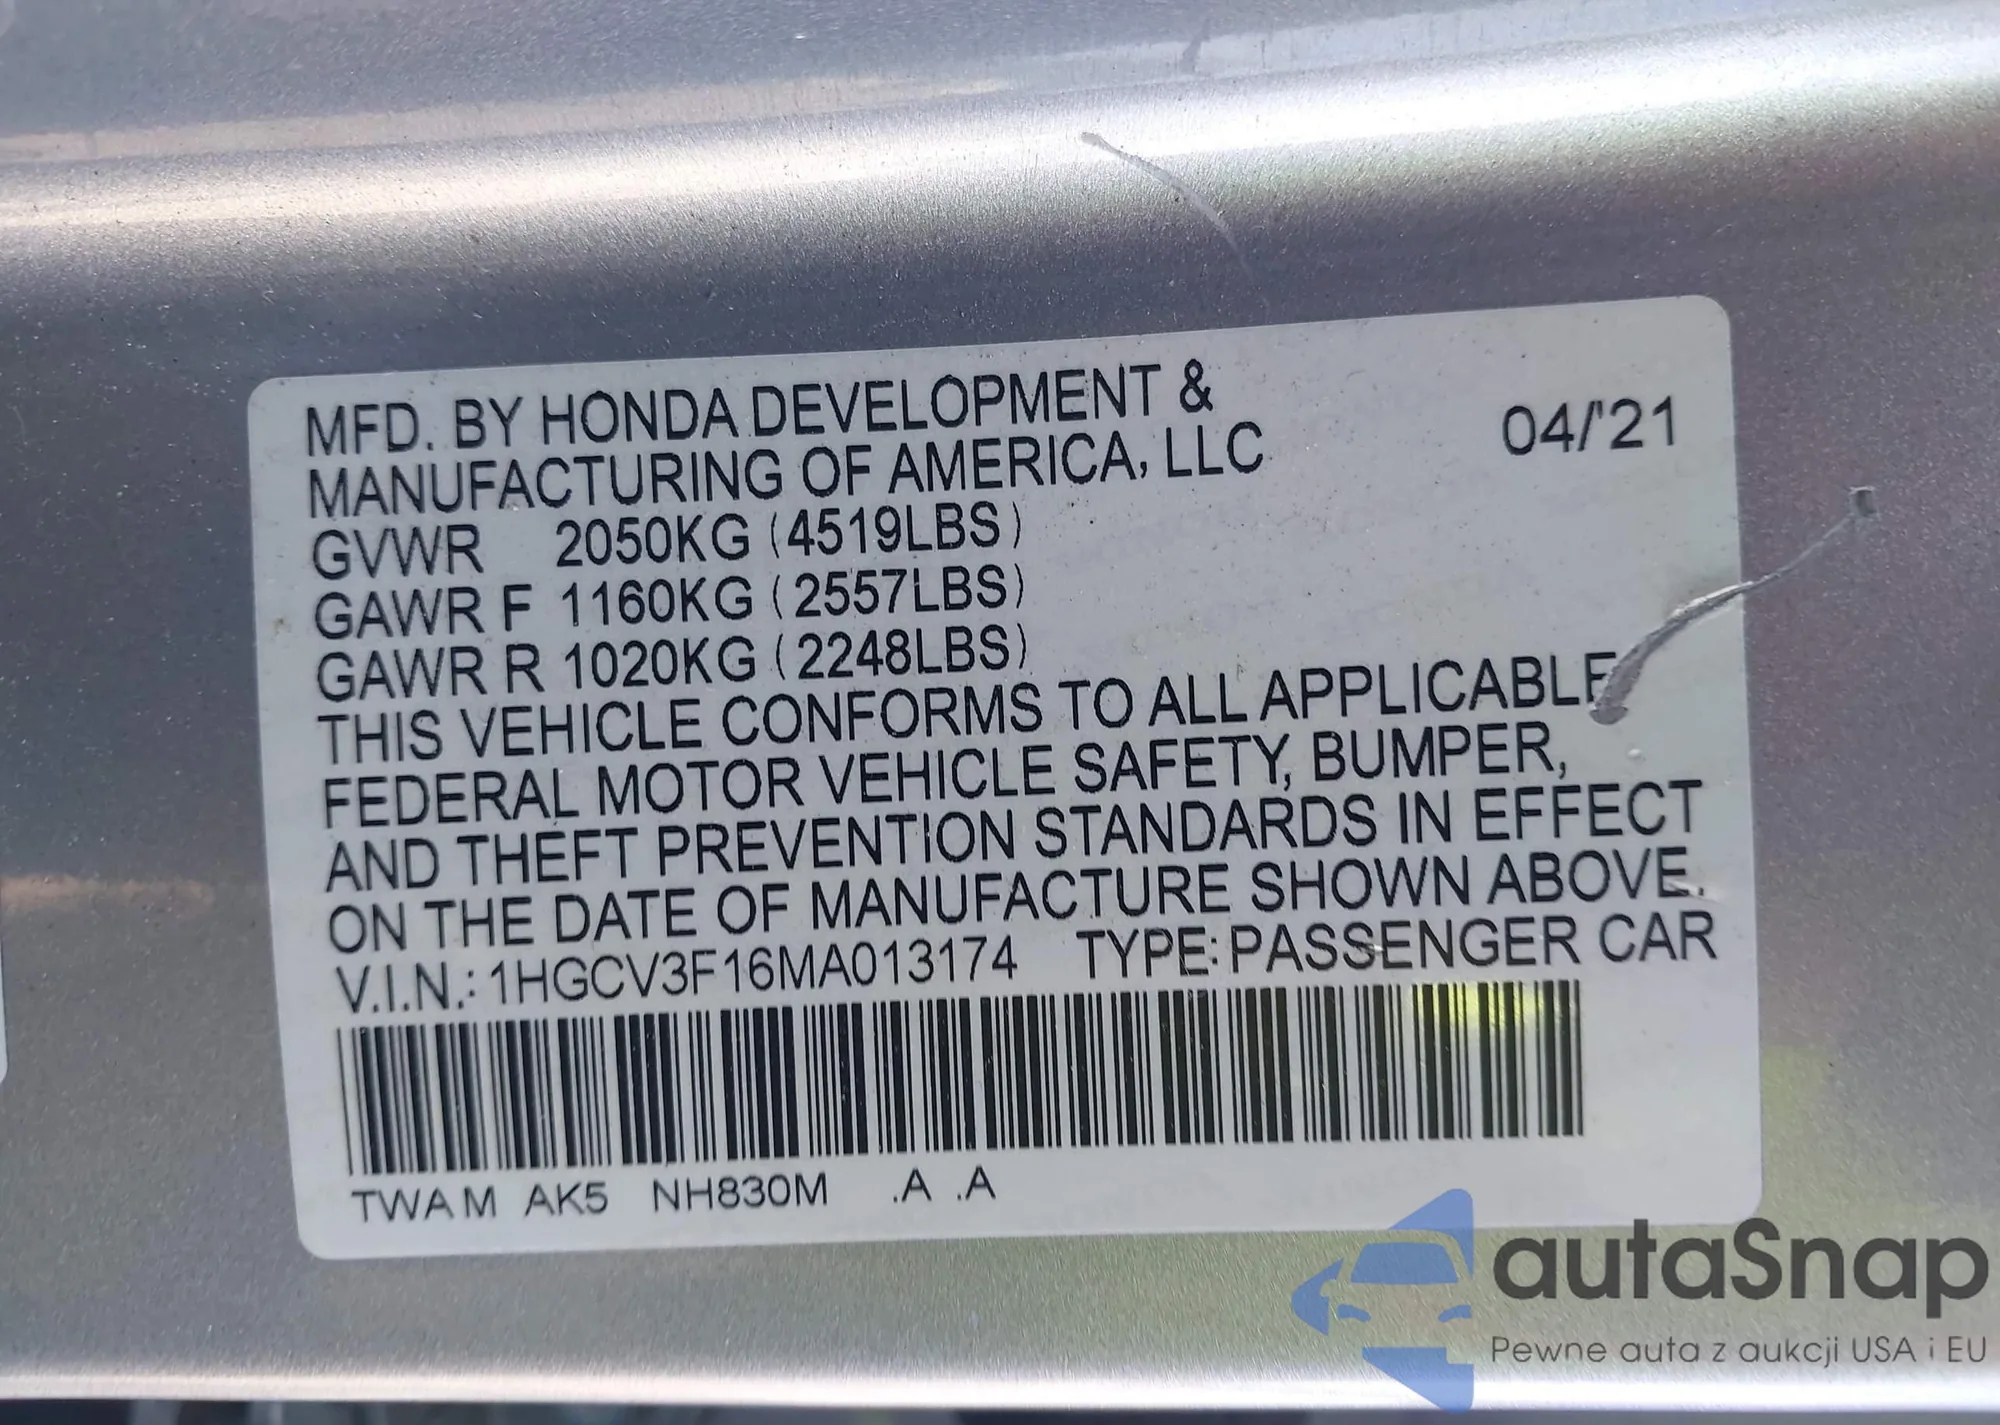 MFD. BY HONDA DEVELOPMENT &
MANUFACTURING OF AMERICA, LLC
04/'21
GVWR 2050KG (4519LBS)
GAWR F 1160KG (2557LBS)
GAWR R 1020KG (2248LBS)
THIS VEHICLE CONFORMS TO ALL APPLICABLE
FEDERAL MOTOR VEHICLE SAFETY, BUMPER,
AND THEFT PREVENTION STANDARDS IN EFFECT
ON THE DATE OF MANUFACTURE SHOWN ABOVE.
V.I.N.: 1HGCV3F16MA013174 TYPE: PASSENGER CAR
TWAM AK5 NH830M .A .A
autaSnap
Pewne auta z aukcji USA i EU